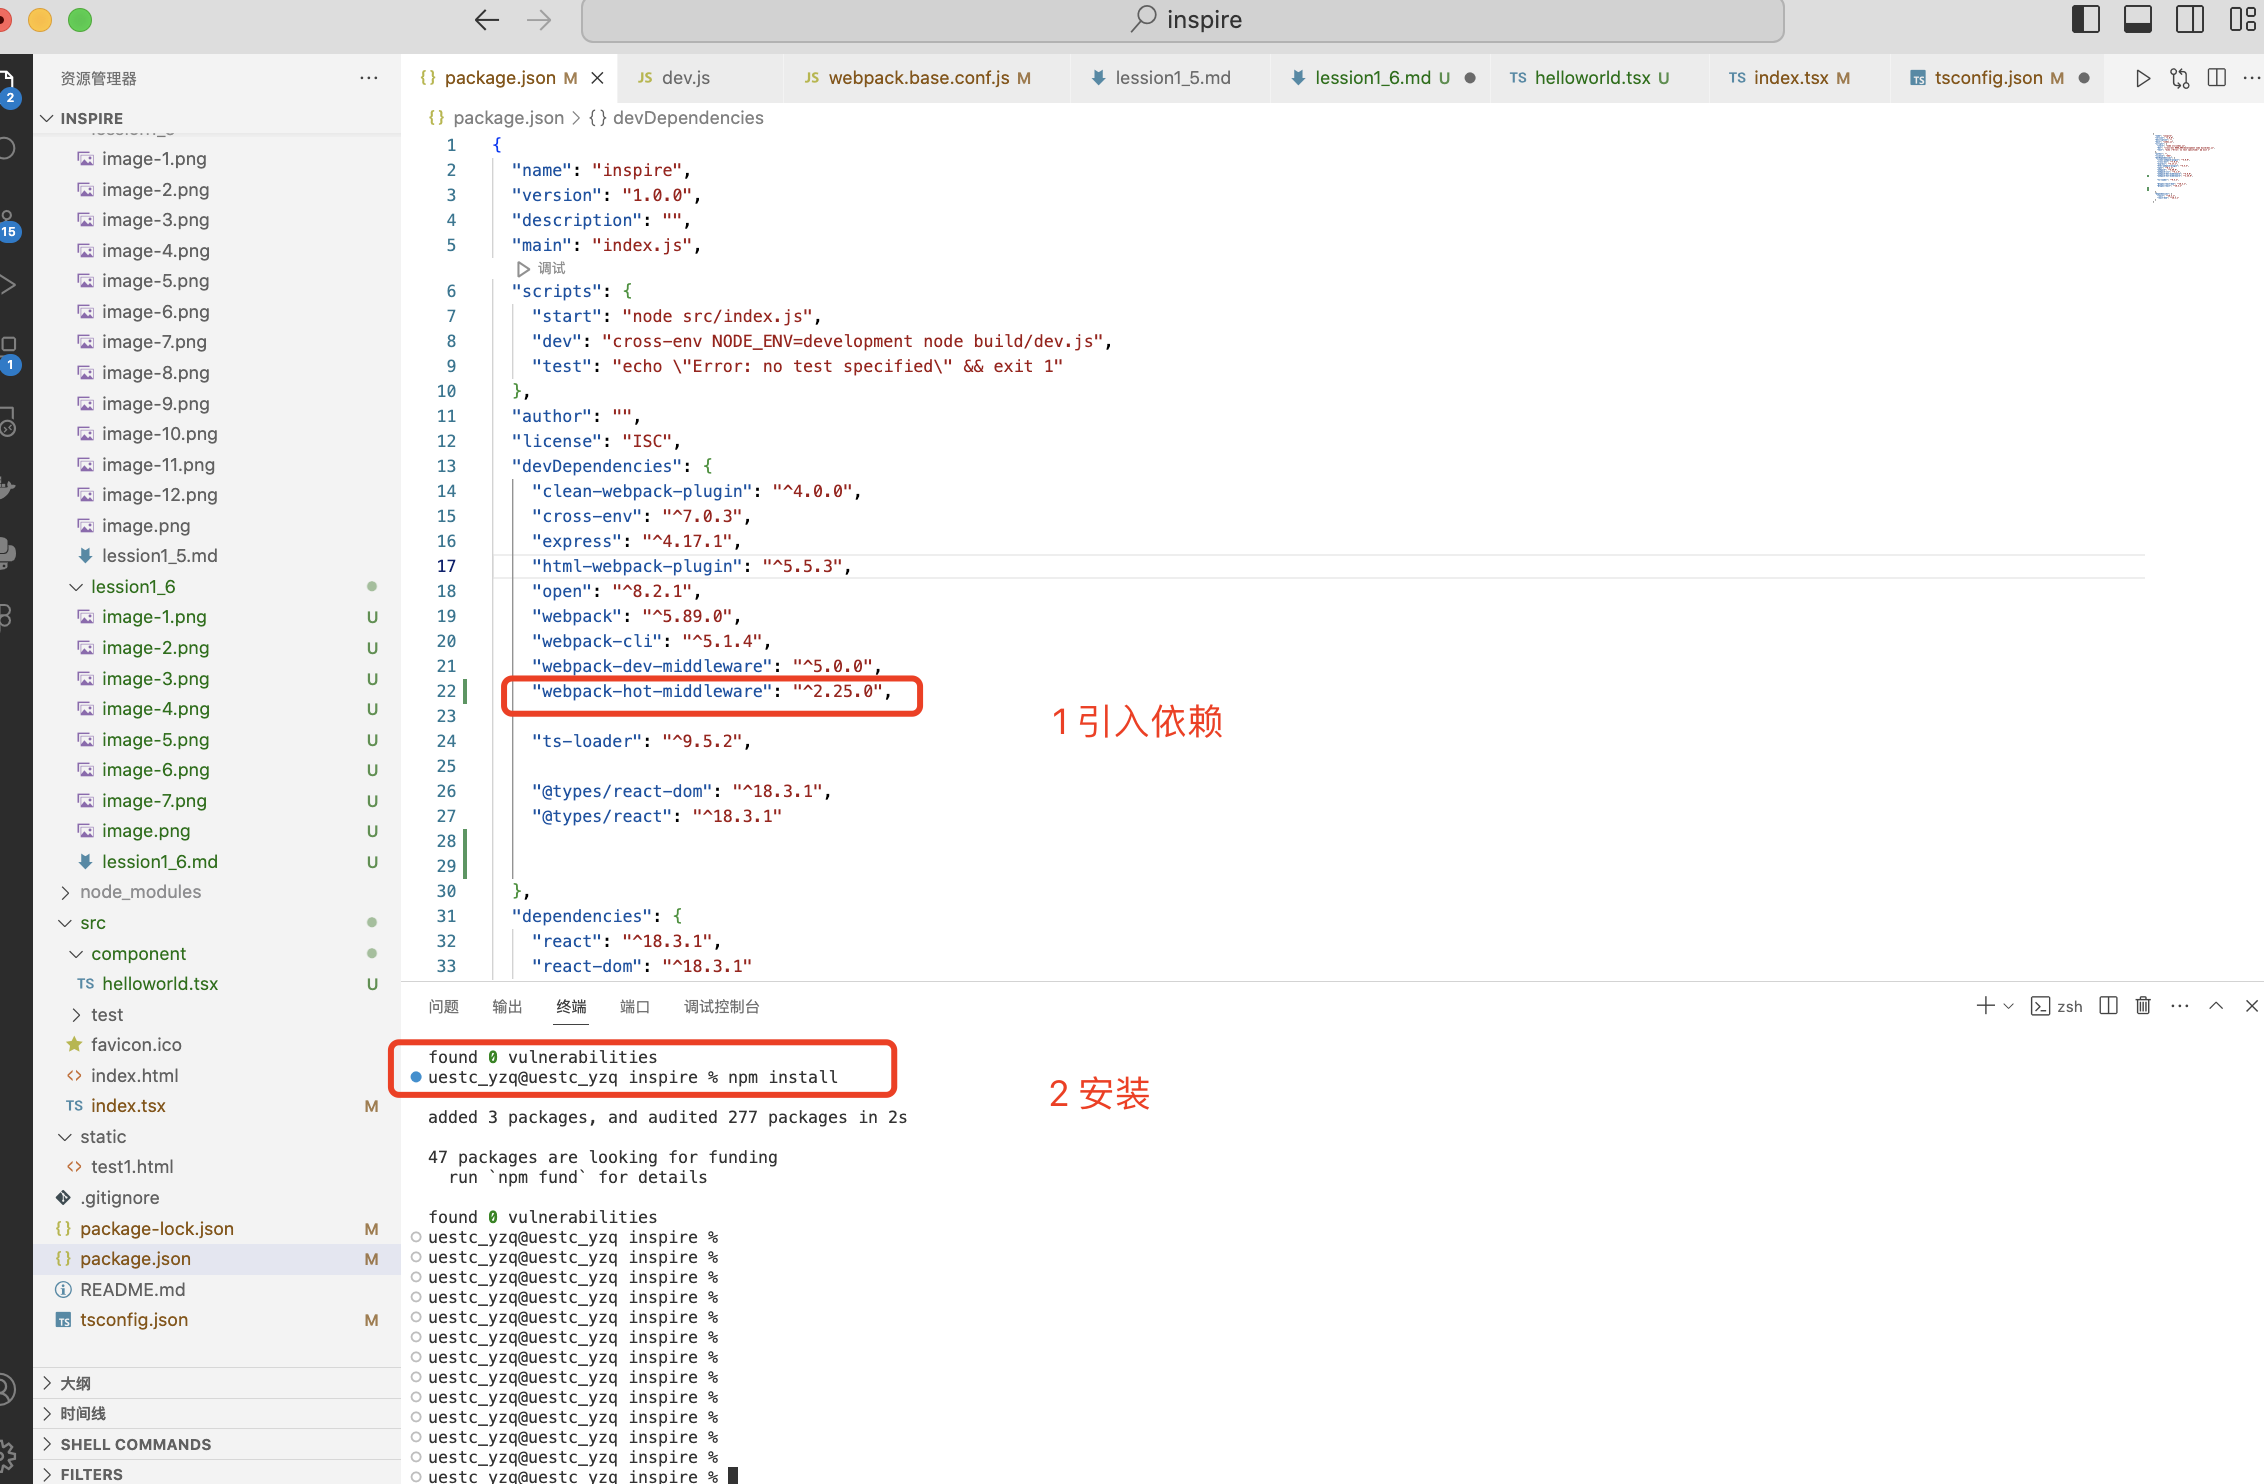 inspire
资源管理器
package.json M
JS dev.js
JS webpack.base.conf.js M
lession1_5.md
lession1_6.md U
TS helloworld.tsx U
TS index.tsx M
TS tsconfig.json M
INSPIRE
image-1.png
image-2.png
image-3.png
image-4.png
image-5.png
image-6.png
image-7.png
image-8.png
image-9.png
image-10.png
image-11.png
image-12.png
image.png
lession1_5.md
lession1_6
image-1.png U
image-2.png U
image-3.png U
image-4.png U
image-5.png U
image-6.png U
image-7.png U
image.png U
lession1_6.md U
node_modules
src
component
TS helloworld.tsx U
test
favicon.ico
index.html
TS index.tsx M
static
test1.html
.gitignore
package-lock.json M
package.json M
README.md
TS tsconfig.json M
大纲
时间线
SHELL COMMANDS
FILTERS
2
15
1
{} package.json > {} devDependencies
1 {
2 "name": "inspire",
3 "version": "1.0.0",
4 "description": "",
5 "main": "index.js",
调试
6 "scripts": {
7 "start": "node src/index.js",
8 "dev": "cross-env NODE_ENV=development node build/dev.js",
9 "test": "echo \"Error: no test specified\" && exit 1"
10 },
11 "author": "",
12 "license": "ISC",
13 "devDependencies": {
14 "clean-webpack-plugin": "^4.0.0",
15 "cross-env": "^7.0.3",
16 "express": "^4.17.1",
17 "html-webpack-plugin": "^5.5.3",
18 "open": "^8.2.1",
19 "webpack": "^5.89.0",
20 "webpack-cli": "^5.1.4",
21 "webpack-dev-middleware": "^5.0.0",
22 "webpack-hot-middleware": "^2.25.0",
23
24 "ts-loader": "^9.5.2",
25
26 "@types/react-dom": "^18.3.1",
27 "@types/react": "^18.3.1"
28
29
30 },
31 "dependencies": {
32 "react": "^18.3.1",
33 "react-dom": "^18.3.1"
1 引入依赖
问题 输出 终端 端口 调试控制台
zsh
found 0 vulnerabilities
uestc_yzq@uestc_yzq inspire % npm install
2 安装
added 3 packages, and audited 277 packages in 2s
47 packages are looking for funding
run `npm fund` for details
found 0 vulnerabilities
uestc_yzq@uestc_yzq inspire %
uestc_yzq@uestc_yzq inspire %
uestc_yzq@uestc_yzq inspire %
uestc_yzq@uestc_yzq inspire %
uestc_yzq@uestc_yzq inspire %
uestc_yzq@uestc_yzq inspire %
uestc_yzq@uestc_yzq inspire %
uestc_yzq@uestc_yzq inspire %
uestc_yzq@uestc_yzq inspire %
uestc_yzq@uestc_yzq inspire %
uestc_yzq@uestc_yzq inspire %
uestc_yzq@uestc_yzq inspire %
uestc_yzq@uestc_yzq inspire %